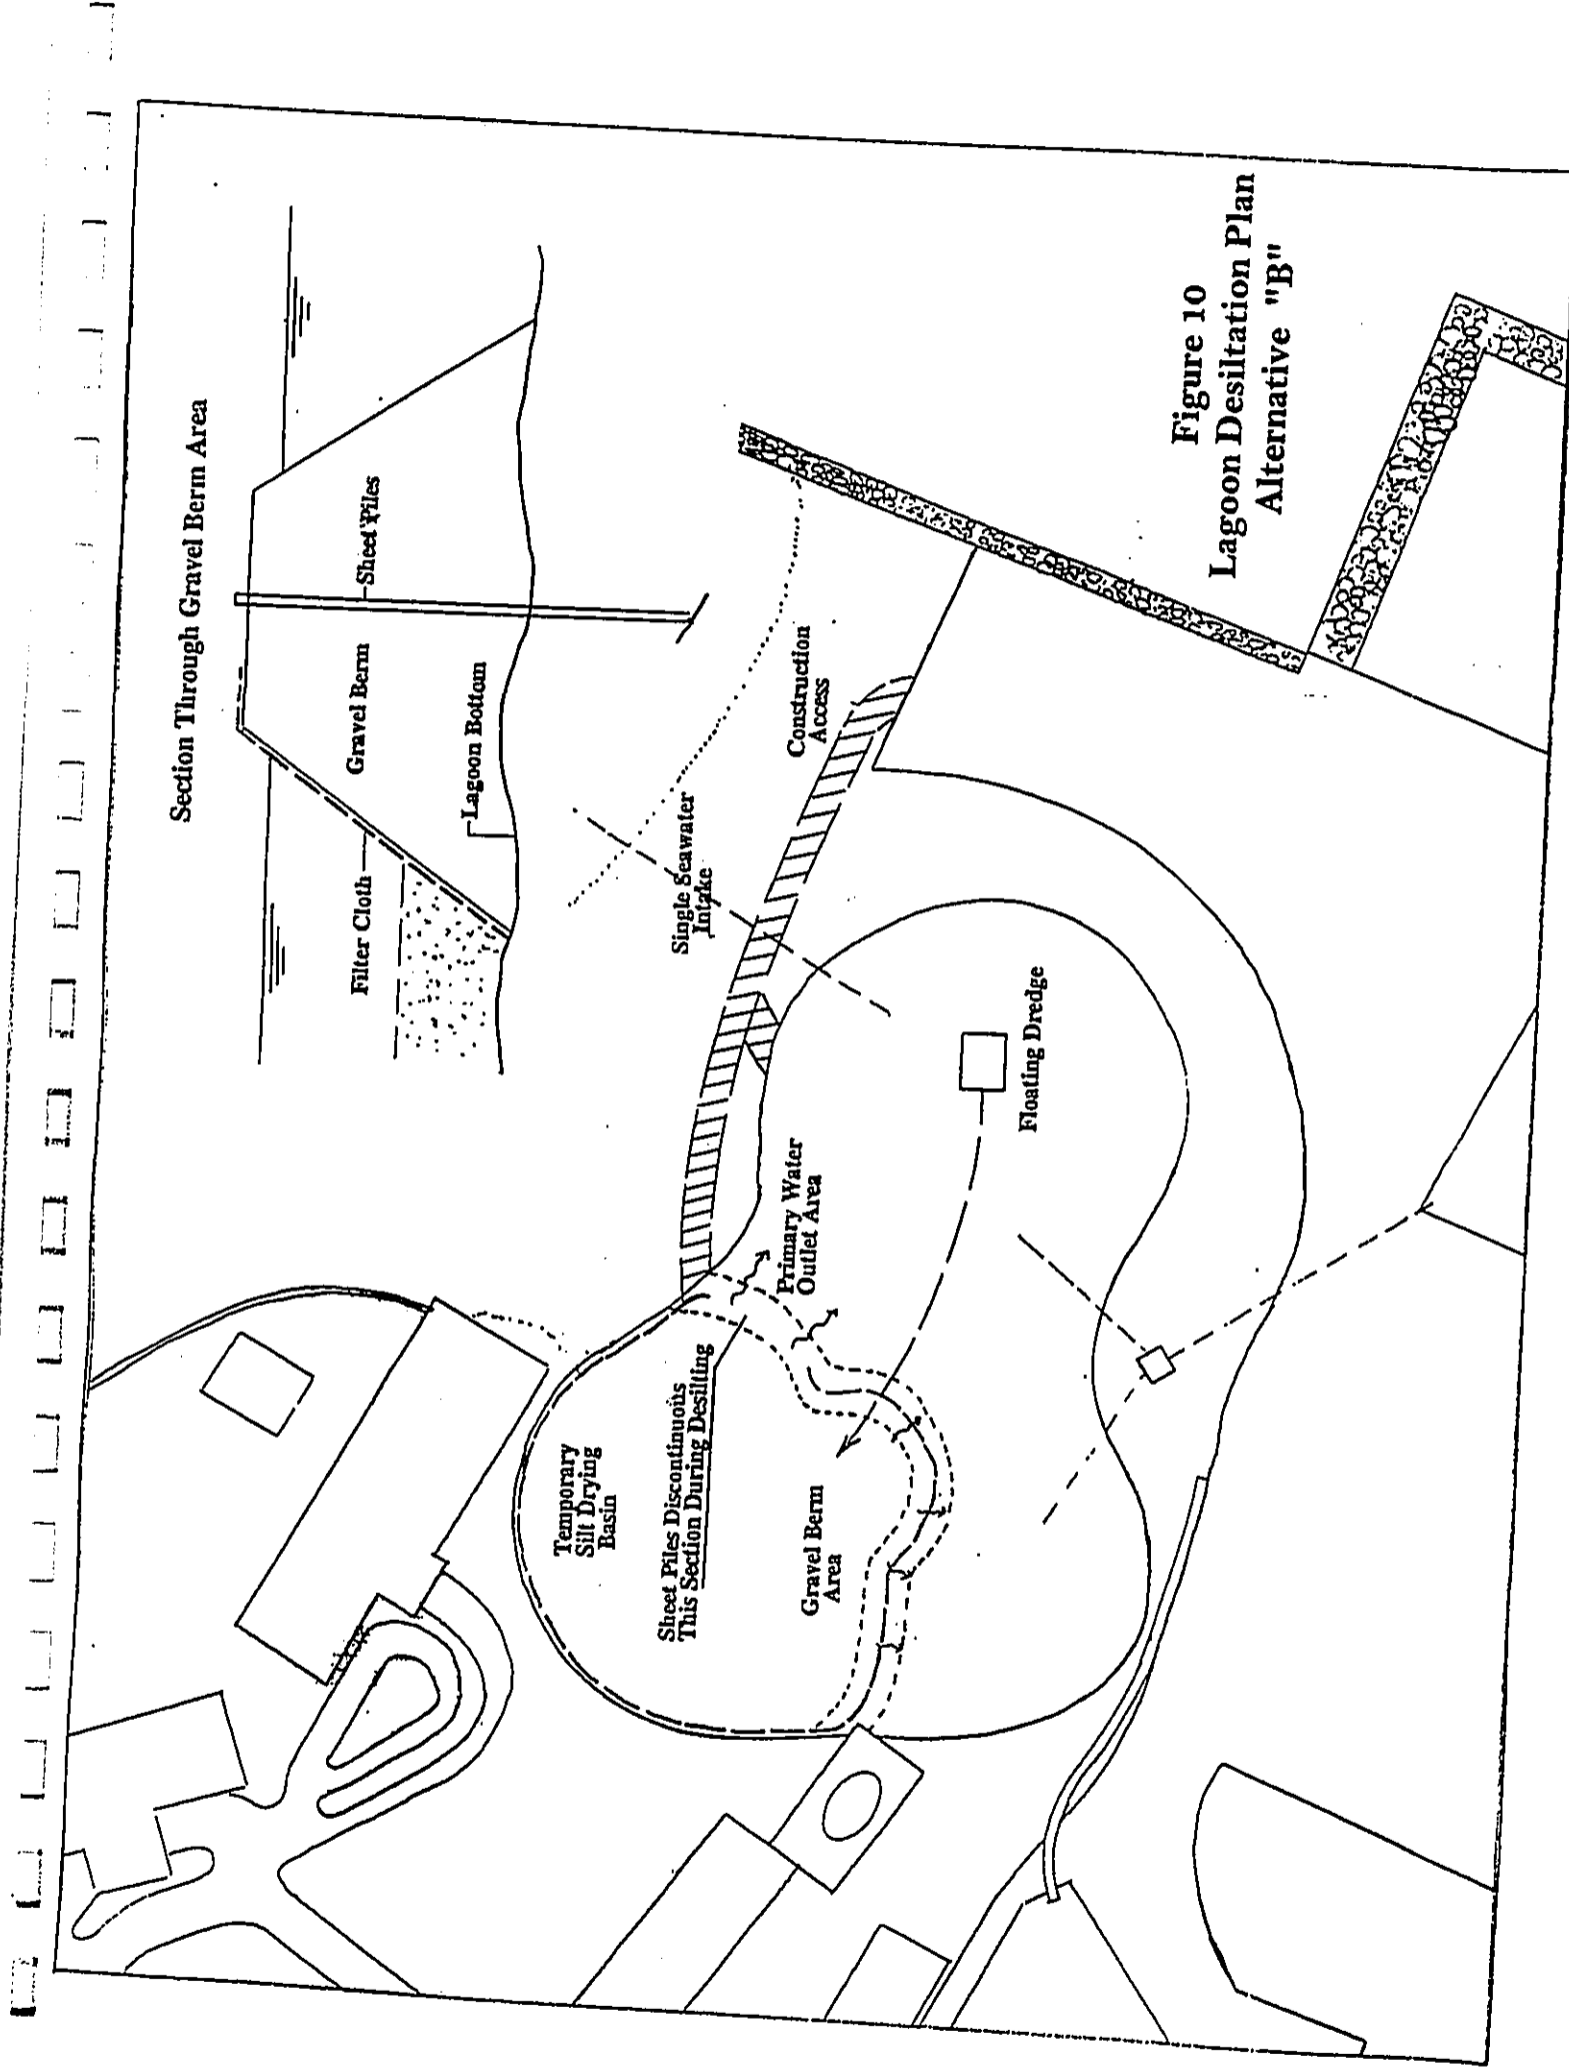 Section Through Gravel Berm Area
Filter Cloth
Gravel Berm
Sheet Piles
Lagoon Bottom
Single Seawater
Intake
Construction
Access
Temporary
Silt Drying
Basin
Sheet Piles Discontinuous
This Section During Desilting
Primary Water
Outlet Area
Gravel Berm
Area
Floating Dredge
Figure 10
Lagoon Desiltation Plan
Alternative "B"